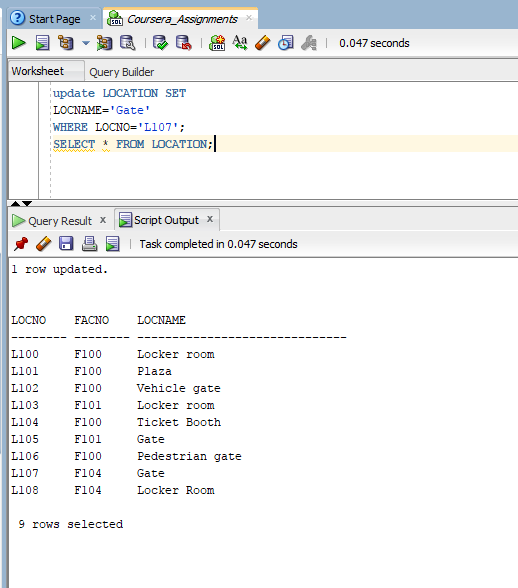 Start Page Coursera_Assignments
SQL 0.047 seconds
Worksheet Query Builder
update LOCATION SET
LOCNAME='Gate'
WHERE LOCNO='L107';
SELECT * FROM LOCATION;
Query Result x Script Output x
Task completed in 0.047 seconds
1 row updated.
LOCNO FACNO LOCNAME
-------- -------- ------------------------------
L100 F100 Locker room
L101 F100 Plaza
L102 F100 Vehicle gate
L103 F101 Locker room
L104 F100 Ticket Booth
L105 F101 Gate
L106 F100 Pedestrian gate
L107 F104 Gate
L108 F104 Locker Room
9 rows selected